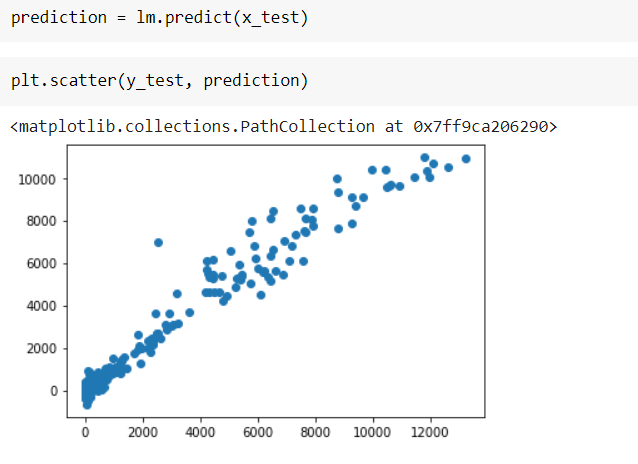 prediction = lm.predict(x_test)
plt.scatter(y_test, prediction)
<matplotlib.collections.PathCollection at 0x7ff9ca206290>
10000
8000
6000
4000
2000
0
0 2000 4000 6000 8000 10000 12000